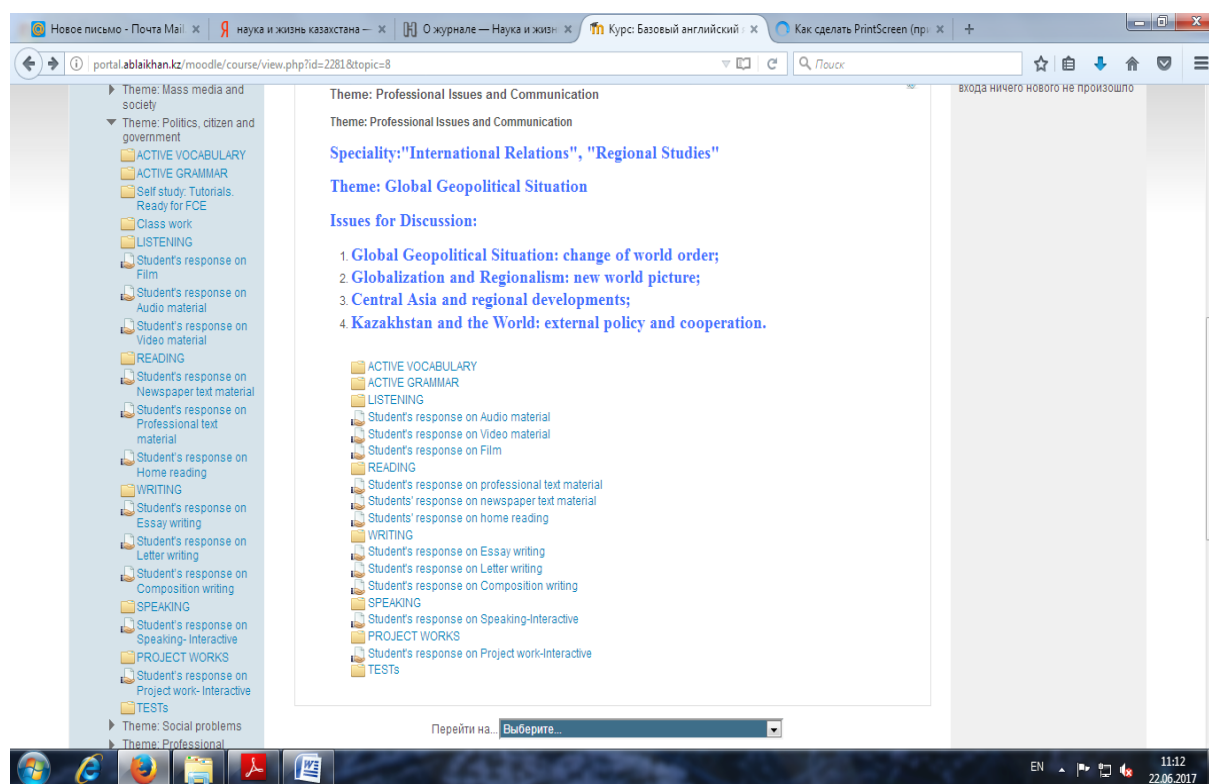 Новое письмо - Почта Mail
наука и жизнь казахстана —
О журнале — Наука и жизн
Курс: Базовый английский
Как сделать PrintScreen (при
portal.ablaikhan.kz/moodle/course/view.php?id=2281&topic=8
Поиск
Theme: Mass media and
society
Theme: Politics, citizen and
government
ACTIVE VOCABULARY
ACTIVE GRAMMAR
Self study: Tutorials.
Ready for FCE
Class work
LISTENING
Student's response on
Film
Student's response on
Audio material
Student's response on
Video material
READING
Student's response on
Newspaper text material
Student's response on
Professional text
material
Student's response on
Home reading
WRITING
Student's response on
Essay writing
Student's response on
Letter writing
Student's response on
Composition writing
SPEAKING
Student's response on
Speaking- Interactive
PROJECT WORKS
Student's response on
Project work- Interactive
TESTs
Theme: Social problems
Theme: Professional
Theme: Professional Issues and Communication
Theme: Professional Issues and Communication
Speciality:"International Relations", "Regional Studies"
Theme: Global Geopolitical Situation
Issues for Discussion:
1. Global Geopolitical Situation: change of world order;
2. Globalization and Regionalism: new world picture;
3. Central Asia and regional developments;
4. Kazakhstan and the World: external policy and cooperation.
ACTIVE VOCABULARY
ACTIVE GRAMMAR
LISTENING
Student's response on Audio material
Student's response on Video material
Student's response on Film
READING
Student's response on professional text material
Students' response on newspaper text material
Students' response on home reading
WRITING
Student's response on Essay writing
Student's response on Letter writing
Student's response on Composition writing
SPEAKING
Student's response on Speaking-Interactive
PROJECT WORKS
Student's response on Project work-Interactive
TESTs
Перейти на... Выберите...
входа ничего нового не произошло
EN
11:12
22.06.2017